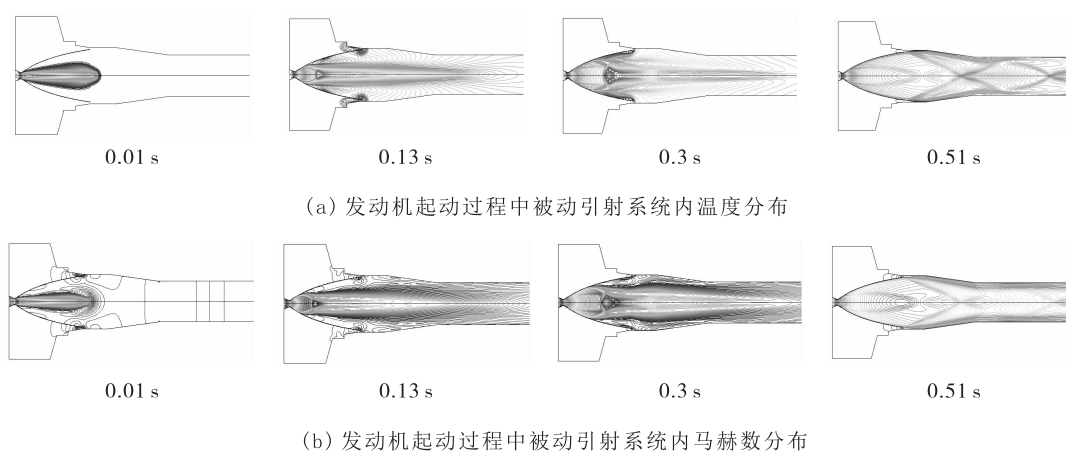 0.01 s 0.13 s 0.3 s 0.51 s
(a) 发动机起动过程中被动引射系统内温度分布
0.01 s 0.13 s 0.3 s 0.51 s
(b) 发动机起动过程中被动引射系统内马赫数分布